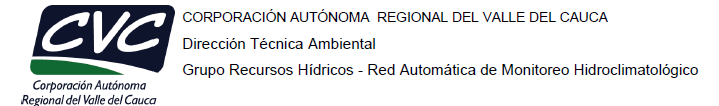 CVC
Corporación Autónoma
Regional del Valle del Cauca
CORPORACIÓN AUTÓNOMA REGIONAL DEL VALLE DEL CAUCA
Dirección Técnica Ambiental
Grupo Recursos Hídricos - Red Automática de Monitoreo Hidroclimatológico